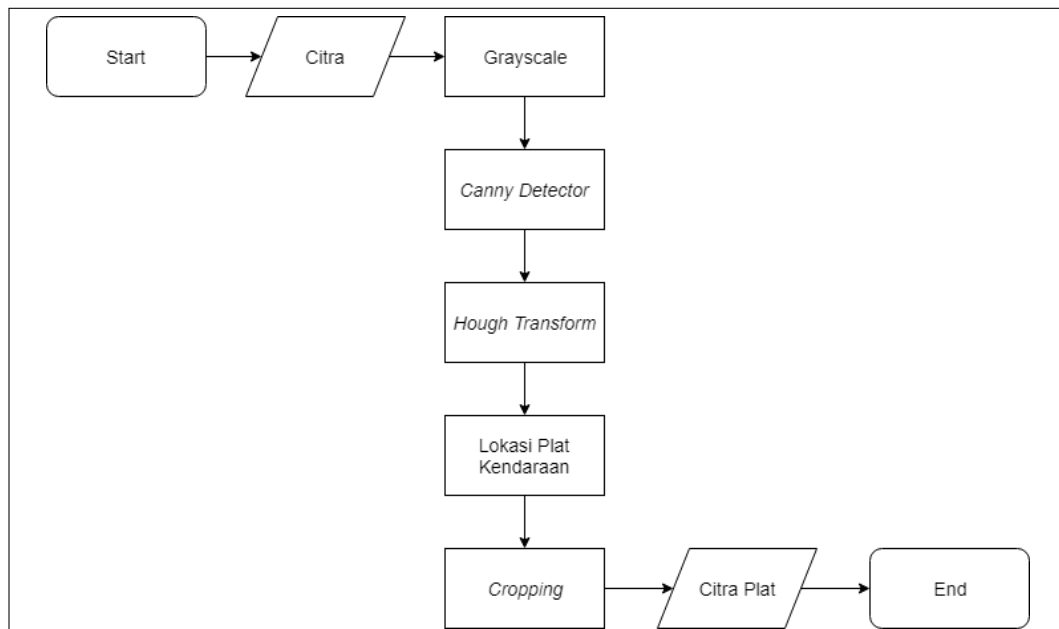 Start
Citra
Grayscale
Canny Detector
Hough Transform
Lokasi Plat
Kendaraan
Cropping
Citra Plat
End